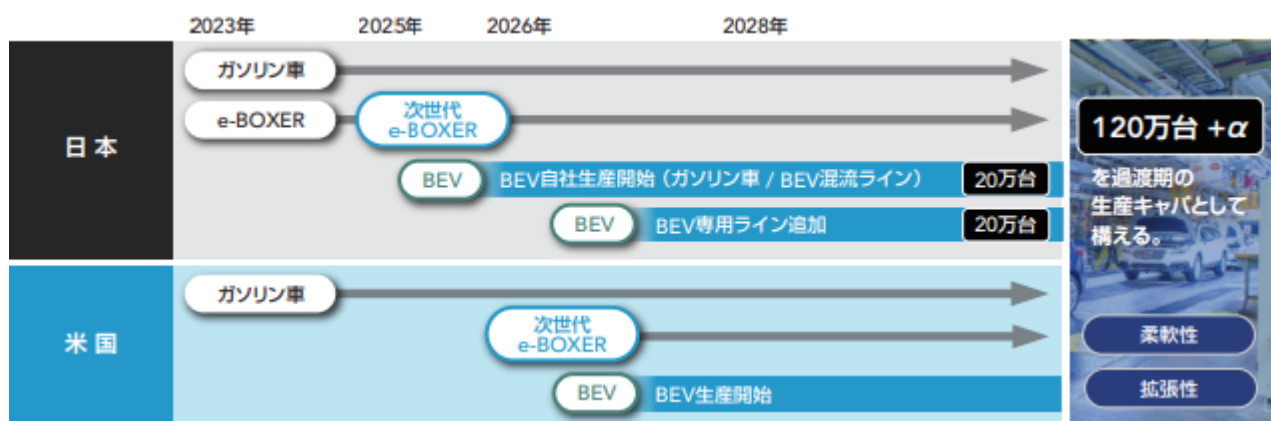 2023年 2025年 2026年 2028年
日本
ガソリン車
e-BOXER
次世代
e-BOXER
BEV BEV自社生産開始（ガソリン車 / BEV混流ライン） 20万台
BEV BEV専用ライン追加 20万台
米国
ガソリン車
次世代
e-BOXER
BEV BEV生産開始
120万台 +α
を過渡期の
生産キャパとして
構える。
柔軟性
拡張性